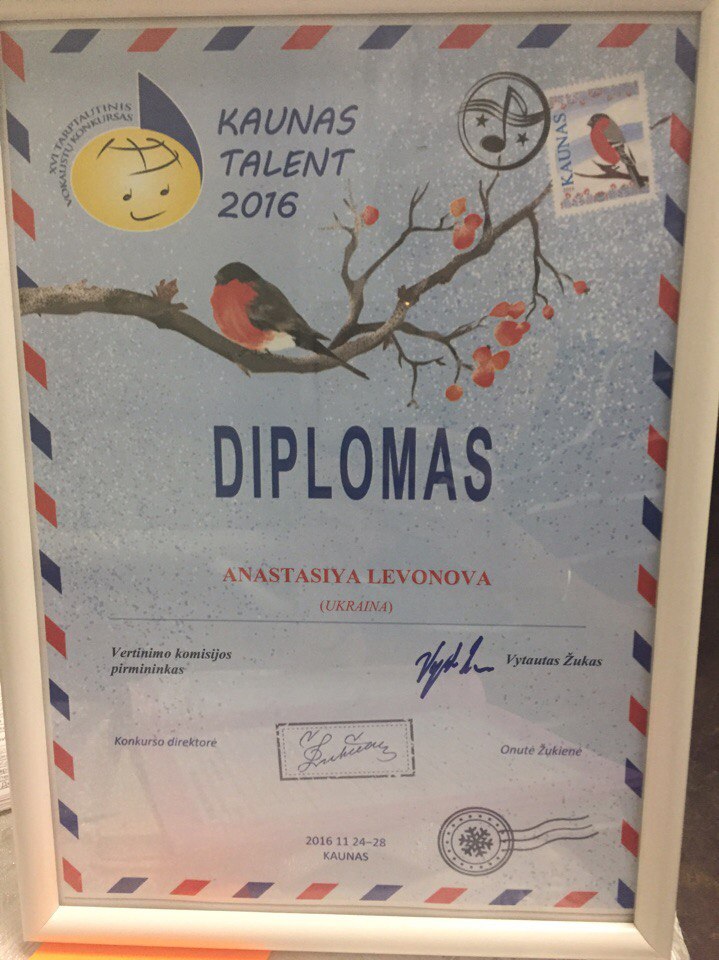 XVI TARPTAUTINIS
VOKALISTŲ KONKURSAS
KAUNAS
TALENT
2016
KAUNAS
DIPLOMAS
ANASTASIYA LEVONOVA
(UKRAINA)
Vertinimo komisijos
pirmininkas
Vytautas Žukas
Konkurso direktorė
Onutė Žukienė
2016 11 24–28
KAUNAS